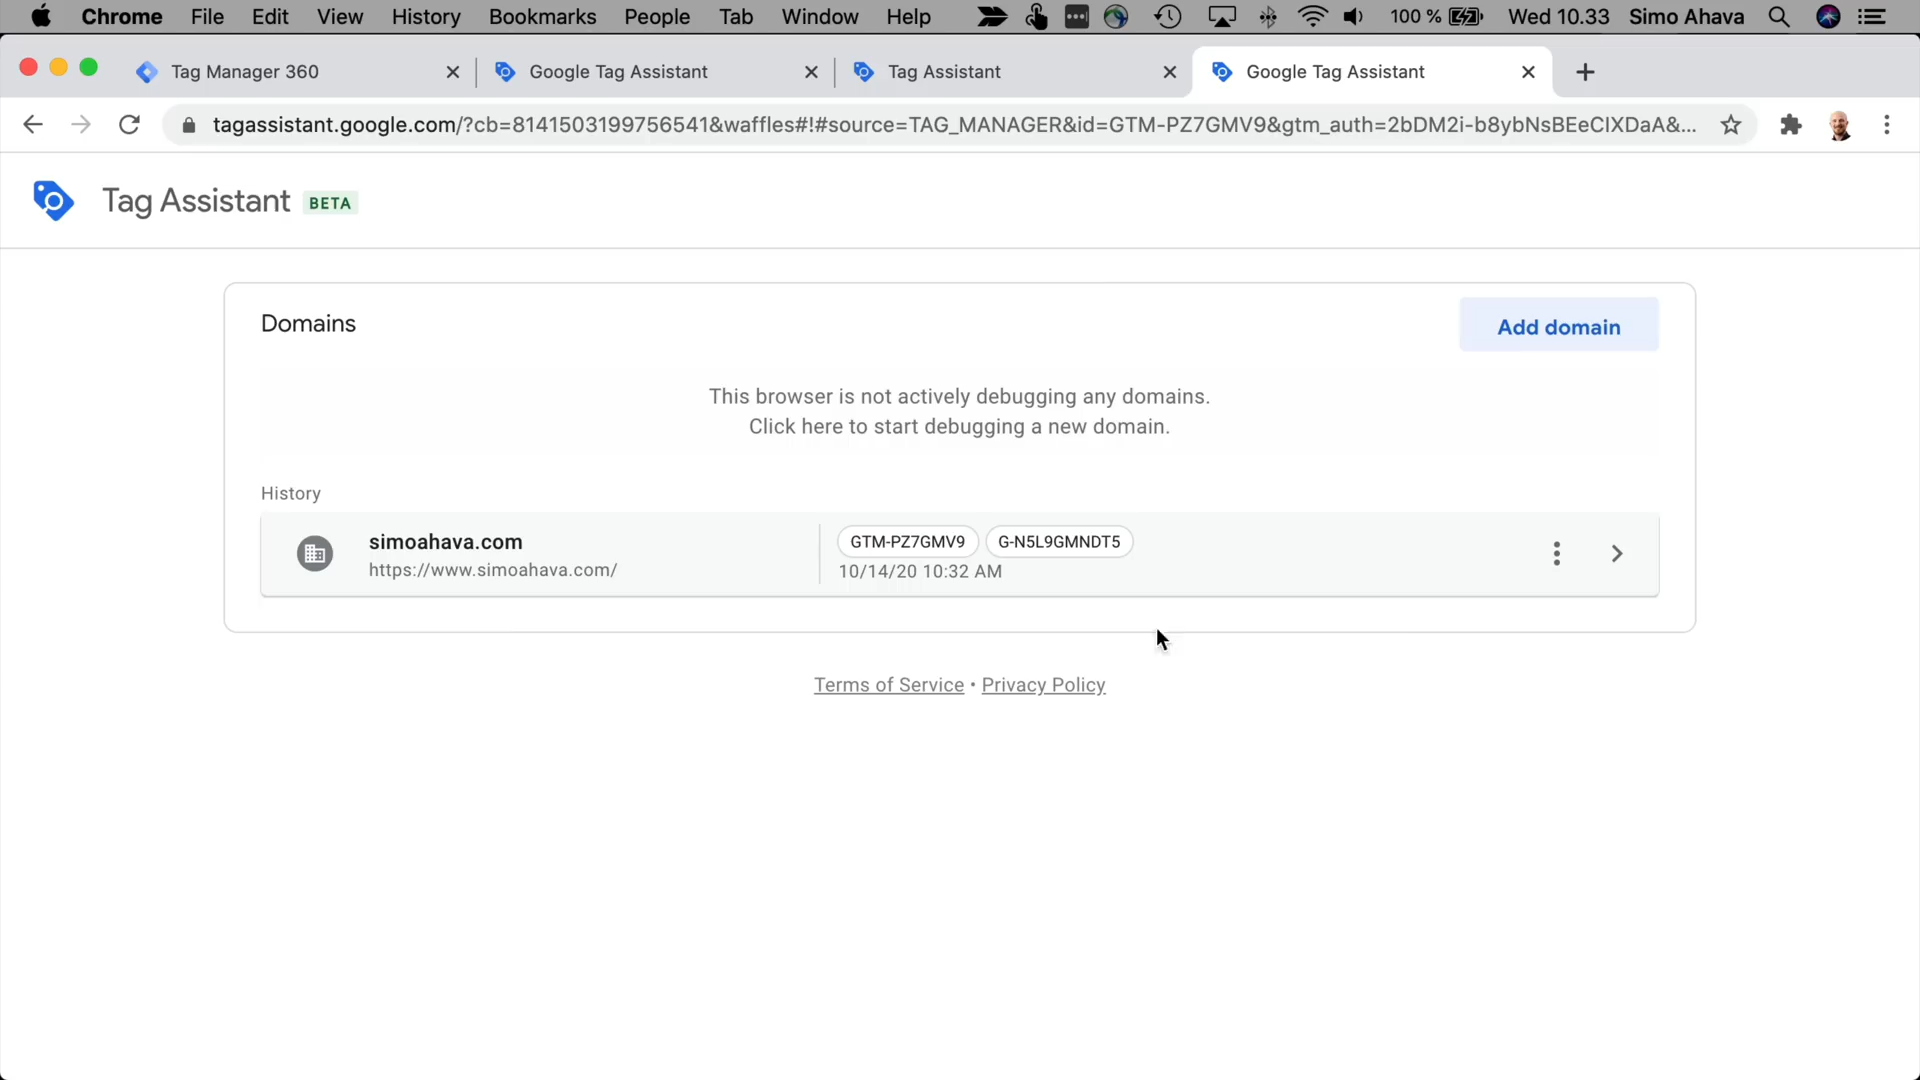 Chrome File Edit View History Bookmarks People Tab Window Help 100 % Wed 10.33 Simo Ahava
Tag Manager 360 Google Tag Assistant Tag Assistant Google Tag Assistant
tagassistant.google.com/?cb=8141503199756541&waffles#!#source=TAG_MANAGER&id=GTM-PZ7GMV9&gtm_auth=2bDM2i-b8ybNsBEeCIXDaA&...
Tag Assistant BETA
Domains
Add domain
This browser is not actively debugging any domains.
Click here to start debugging a new domain.
History
simoahava.com
https://www.simoahava.com/
GTM-PZ7GMV9 G-N5L9GMNDT5
10/14/20 10:32 AM
Terms of Service • Privacy Policy